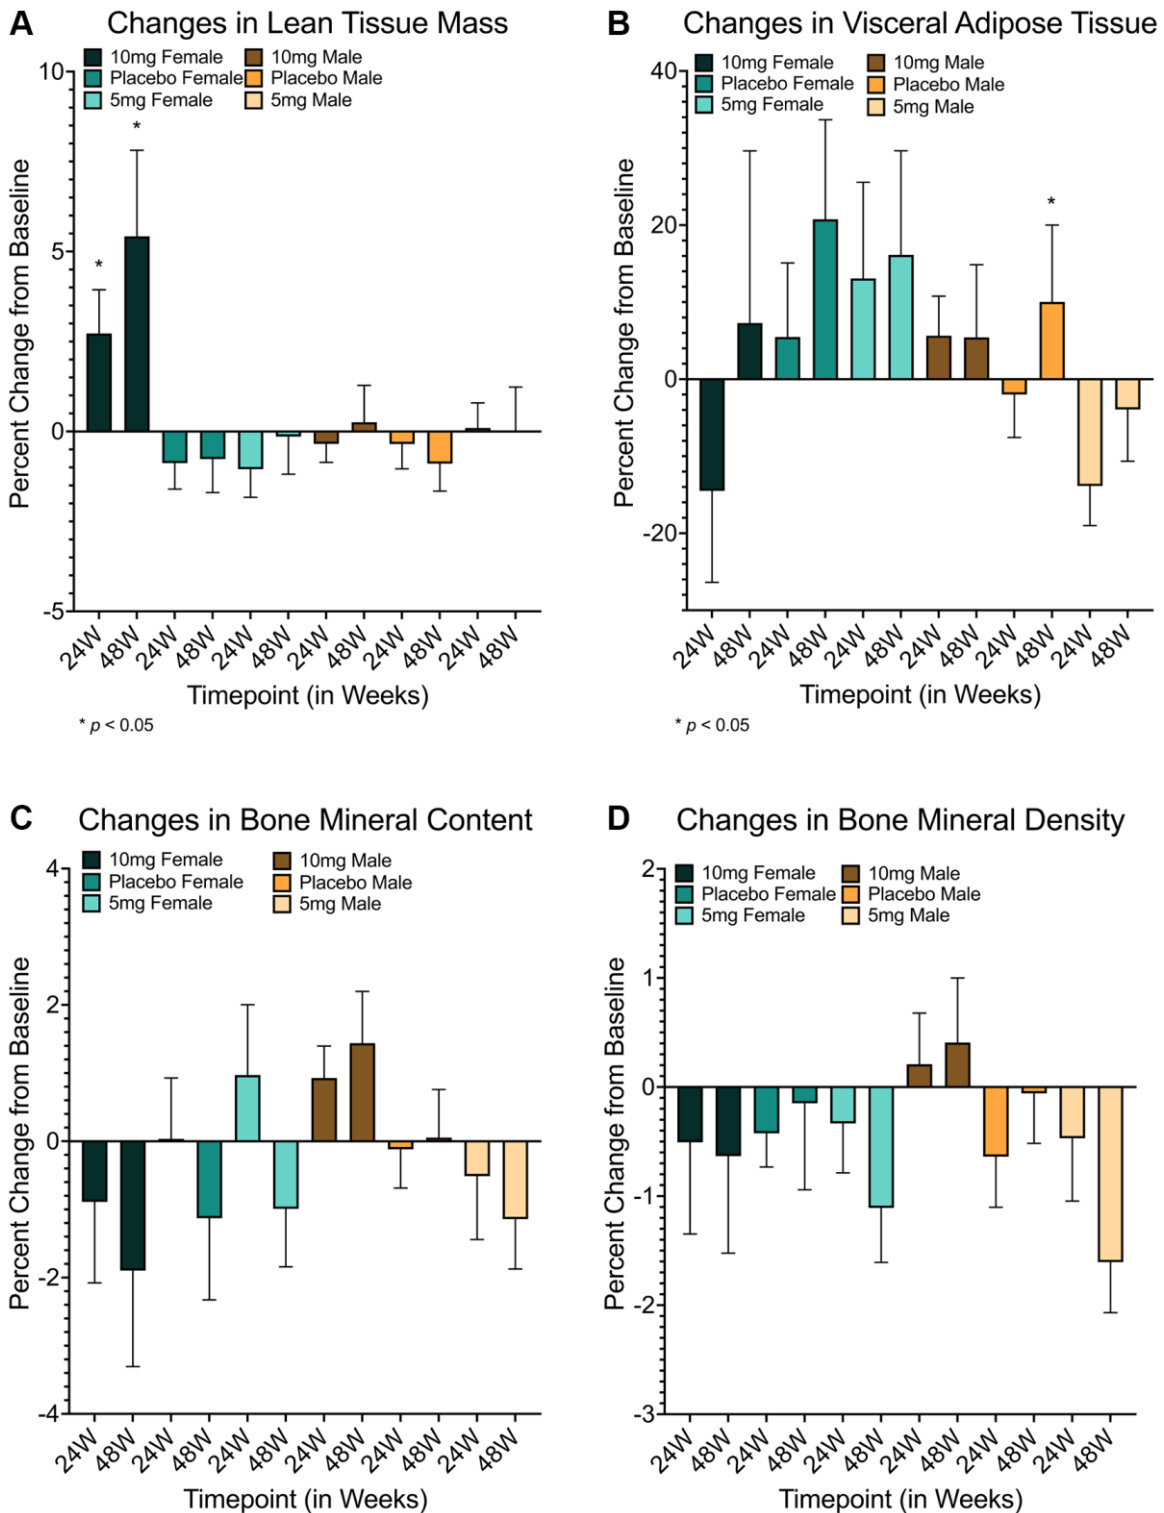 A Changes in Lean Tissue Mass
10mg Female 10mg Male
Placebo Female Placebo Male
5mg Female 5mg Male
Percent Change from Baseline
10
5
0
-5
*
*
24W 48W 24W 48W 24W 48W 24W 48W 24W 48W 24W 48W
Timepoint (in Weeks)
* p < 0.05
B Changes in Visceral Adipose Tissue
10mg Female 10mg Male
Placebo Female Placebo Male
5mg Female 5mg Male
Percent Change from Baseline
40
20
0
-20
*
24W 48W 24W 48W 24W 48W 24W 48W 24W 48W 24W 48W
Timepoint (in Weeks)
* p < 0.05
C Changes in Bone Mineral Content
10mg Female 10mg Male
Placebo Female Placebo Male
5mg Female 5mg Male
Percent Change from Baseline
4
2
0
-2
-4
24W 48W 24W 48W 24W 48W 24W 48W 24W 48W 24W 48W
Timepoint (in Weeks)
D Changes in Bone Mineral Density
10mg Female 10mg Male
Placebo Female Placebo Male
5mg Female 5mg Male
Percent Change from Baseline
2
1
0
-1
-2
-3
24W 48W 24W 48W 24W 48W 24W 48W 24W 48W 24W 48W
Timepoint (in Weeks)